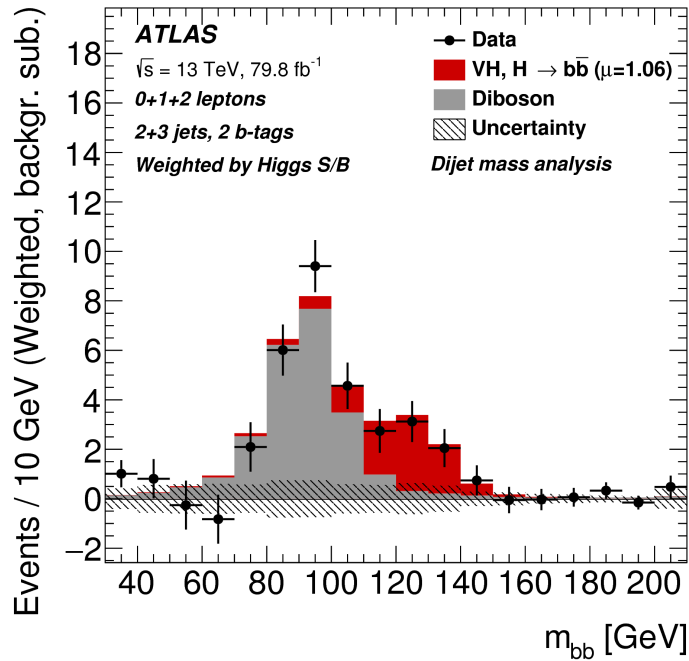 Events / 10 GeV (Weighted, backgr. sub.)
18
16
14
12
10
8
6
4
2
0
−2
ATLAS
√s = 13 TeV, 79.8 fb⁻¹
0+1+2 leptons
2+3 jets, 2 b-tags
Weighted by Higgs S/B
Data
VH, H → bb̅ (μ=1.06)
Diboson
Uncertainty
Dijet mass analysis
40 60 80 100 120 140 160 180 200
m_bb [GeV]